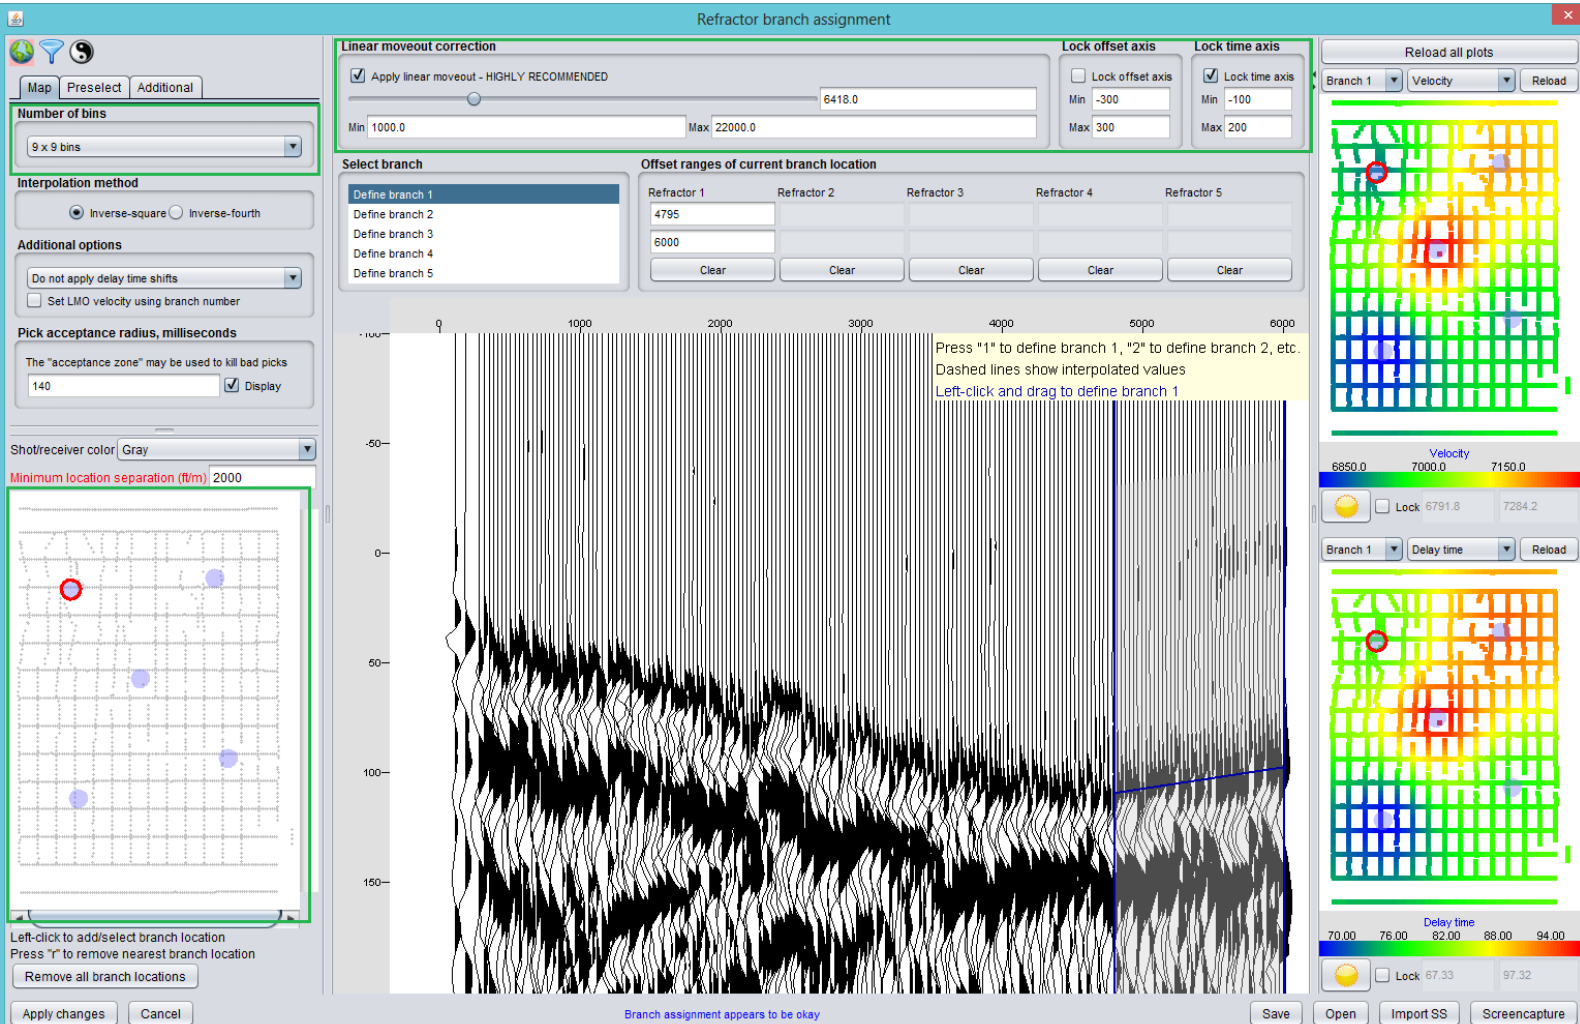 Refractor branch assignment
Map
Preselect
Additional
Number of bins
9 x 9 bins
Interpolation method
Inverse-square
Inverse-fourth
Additional options
Do not apply delay time shifts
Set LMO velocity using branch number
Pick acceptance radius, milliseconds
The "acceptance zone" may be used to kill bad picks
140
Display
Shot/receiver color
Gray
Minimum location separation (ft/m)
2000
Left-click to add/select branch location
Press "r" to remove nearest branch location
Remove all branch locations
Apply changes
Cancel
Linear moveout correction
Apply linear moveout - HIGHLY RECOMMENDED
6418.0
Min 1000.0
Max 22000.0
Lock offset axis
Lock offset axis
Min -300
Max 300
Lock time axis
Lock time axis
Min -100
Max 200
Select branch
Define branch 1
Define branch 2
Define branch 3
Define branch 4
Define branch 5
Offset ranges of current branch location
Refractor 1 Refractor 2 Refractor 3 Refractor 4 Refractor 5
4795
6000
Clear Clear Clear Clear Clear
0 1000 2000 3000 4000 5000 6000
-100
-50
0
50
100
150
Press "1" to define branch 1, "2" to define branch 2, etc.
Dashed lines show interpolated values
Left-click and drag to define branch 1
Branch assignment appears to be okay
Reload all plots
Branch 1 Velocity Reload
Velocity
6850.0 7000.0 7150.0
Lock 6791.8 7284.2
Branch 1 Delay time Reload
Delay time
70.00 76.00 82.00 88.00 94.00
Lock 67.33 97.32
Save Open Import SS Screencapture